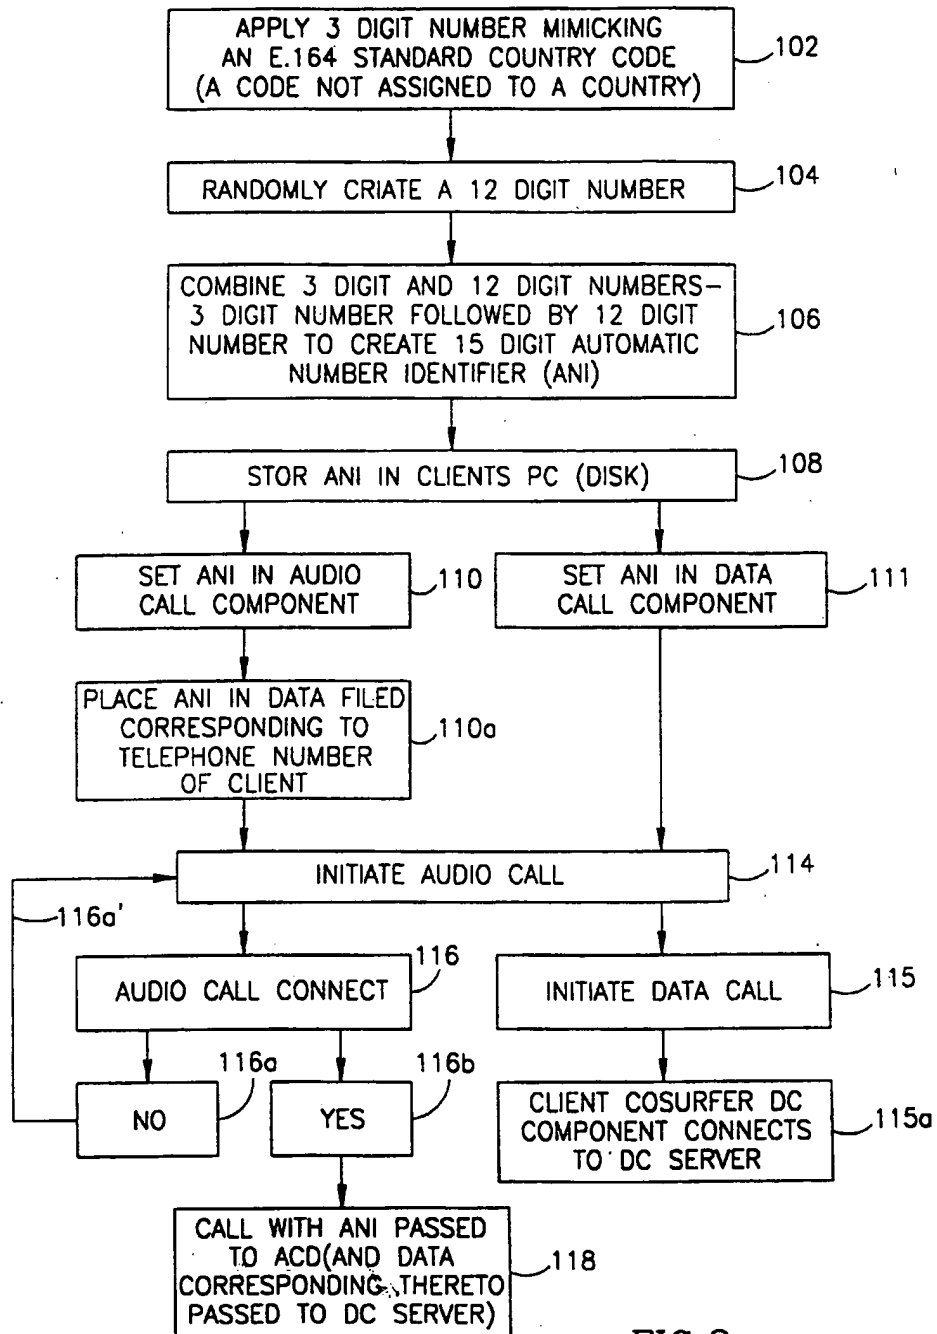 APPLY 3 DIGIT NUMBER MIMICKING
AN E.164 STANDARD COUNTRY CODE
(A CODE NOT ASSIGNED TO A COUNTRY)
102
RANDOMLY CRIATE A 12 DIGIT NUMBER
104
COMBINE 3 DIGIT AND 12 DIGIT NUMBERS-
3 DIGIT NUMBER FOLLOWED BY 12 DIGIT
NUMBER TO CREATE 15 DIGIT AUTOMATIC
NUMBER IDENTIFIER (ANI)
106
STOR ANI IN CLIENTS PC (DISK)
108
SET ANI IN AUDIO
CALL COMPONENT
110
SET ANI IN DATA
CALL COMPONENT
111
PLACE ANI IN DATA FILED
CORRESPONDING TO
TELEPHONE NUMBER
OF CLIENT
110a
INITIATE AUDIO CALL
114
116a'
AUDIO CALL CONNECT
116
INITIATE DATA CALL
115
NO
116a
YES
116b
CLIENT COSURFER DC
COMPONENT CONNECTS
TO DC SERVER
115a
CALL WITH ANI PASSED
TO ACD(AND DATA
CORRESPONDING THERETO
PASSED TO DC SERVER)
118